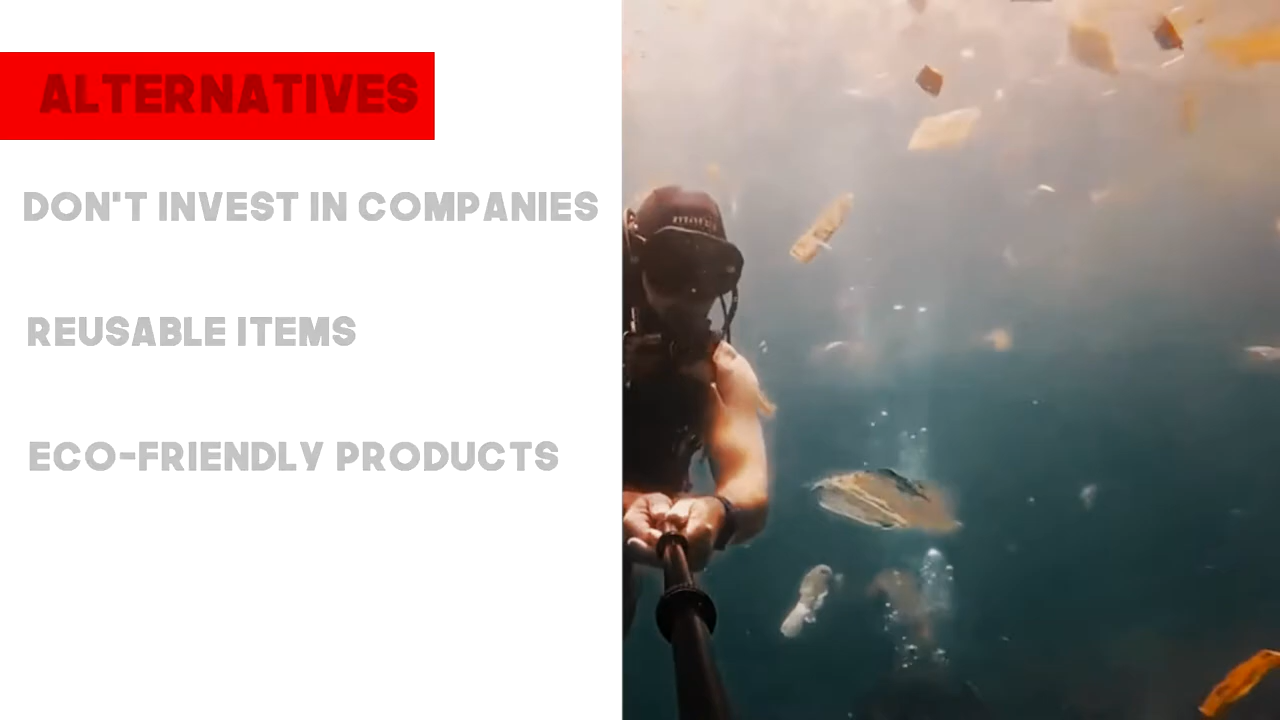 ALTERNATIVES
DON'T INVEST IN COMPANIES
REUSABLE ITEMS
ECO-FRIENDLY PRODUCTS